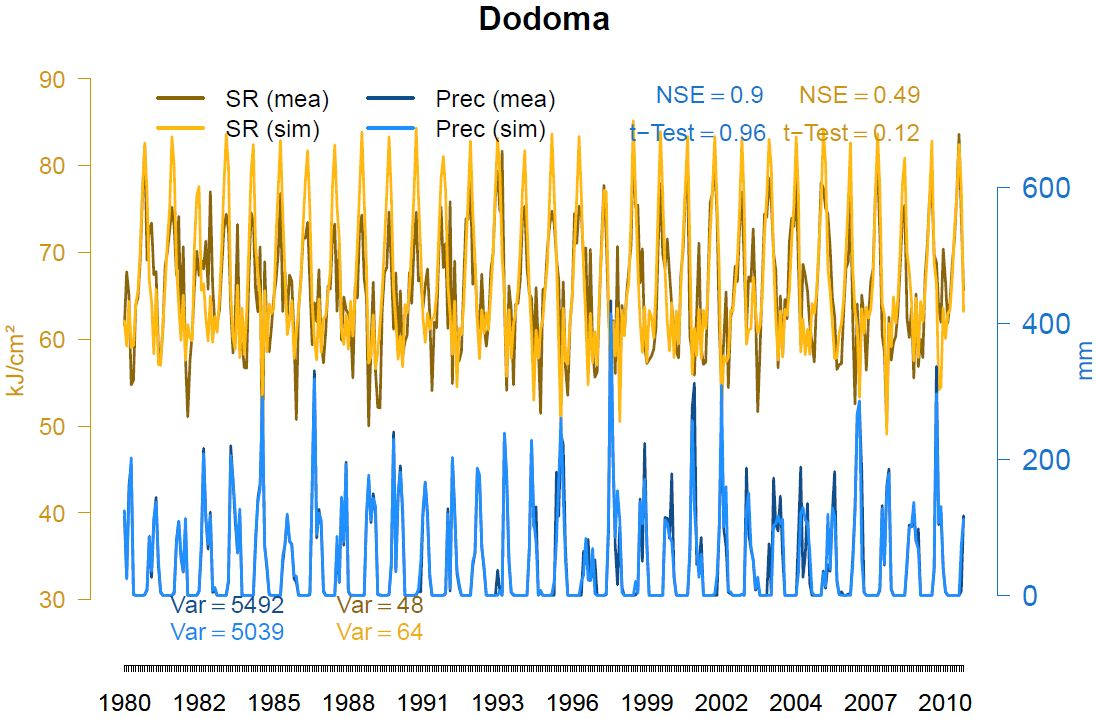 Dodoma
90
80
70
60
50
40
30
kJ/cm²
SR (mea)
SR (sim)
Prec (mea)
Prec (sim)
NSE = 0.9
NSE = 0.49
t−Test = 0.96
t−Test = 0.12
600
400
200
0
mm
Var = 5492
Var = 48
Var = 5039
Var = 64
1980 1982 1985 1988 1991 1993 1996 1999 2002 2004 2007 2010